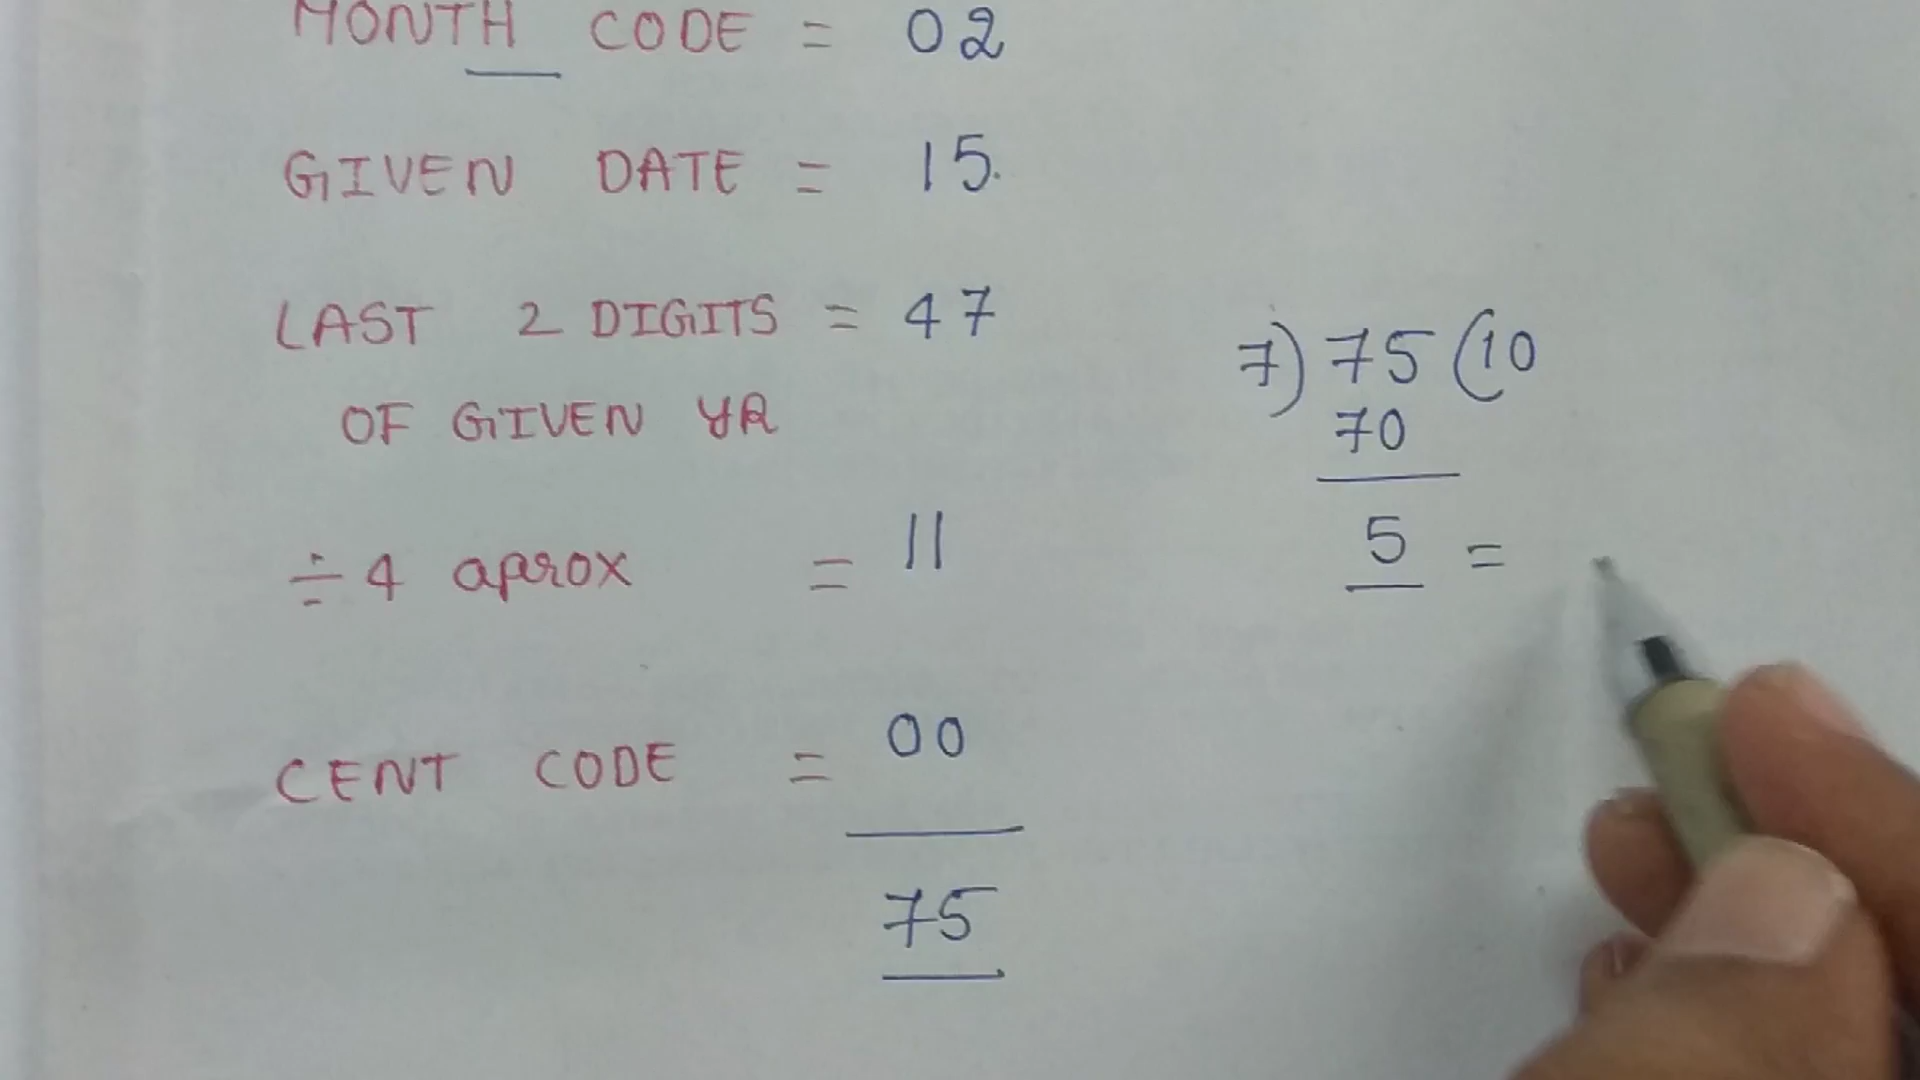 MONTH CODE = 02
GIVEN DATE = 15.
LAST 2 DIGITS = 47
OF GIVEN YR
÷4 aprox = 11
CENT CODE = 00
75
7)75(10
70
5 =